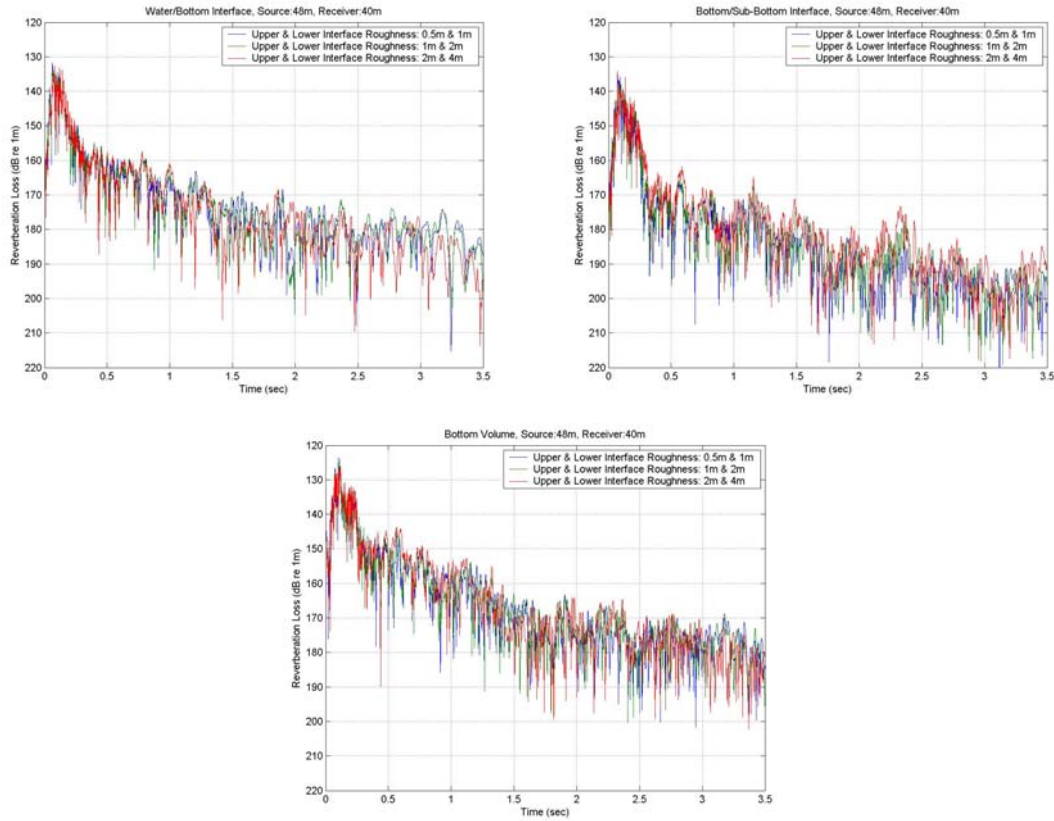 Water/Bottom Interface, Source:48m, Receiver:40m
Upper & Lower Interface Roughness: 0.5m & 1m
Upper & Lower Interface Roughness: 1m & 2m
Upper & Lower Interface Roughness: 2m & 4m
Reverberation Loss (dB re 1m)
120
130
140
150
160
170
180
190
200
210
220
0 0.5 1 1.5 2 2.5 3 3.5
Time (sec)
Bottom/Sub-Bottom Interface, Source:48m, Receiver:40m
Upper & Lower Interface Roughness: 0.5m & 1m
Upper & Lower Interface Roughness: 1m & 2m
Upper & Lower Interface Roughness: 2m & 4m
Reverberation Loss (dB re 1m)
120
130
140
150
160
170
180
190
200
210
220
0 0.5 1 1.5 2 2.5 3 3.5
Time (sec)
Bottom Volume, Source:48m, Receiver:40m
Upper & Lower Interface Roughness: 0.5m & 1m
Upper & Lower Interface Roughness: 1m & 2m
Upper & Lower Interface Roughness: 2m & 4m
Reverberation Loss (dB re 1m)
120
130
140
150
160
170
180
190
200
210
220
0 0.5 1 1.5 2 2.5 3 3.5
Time (sec)